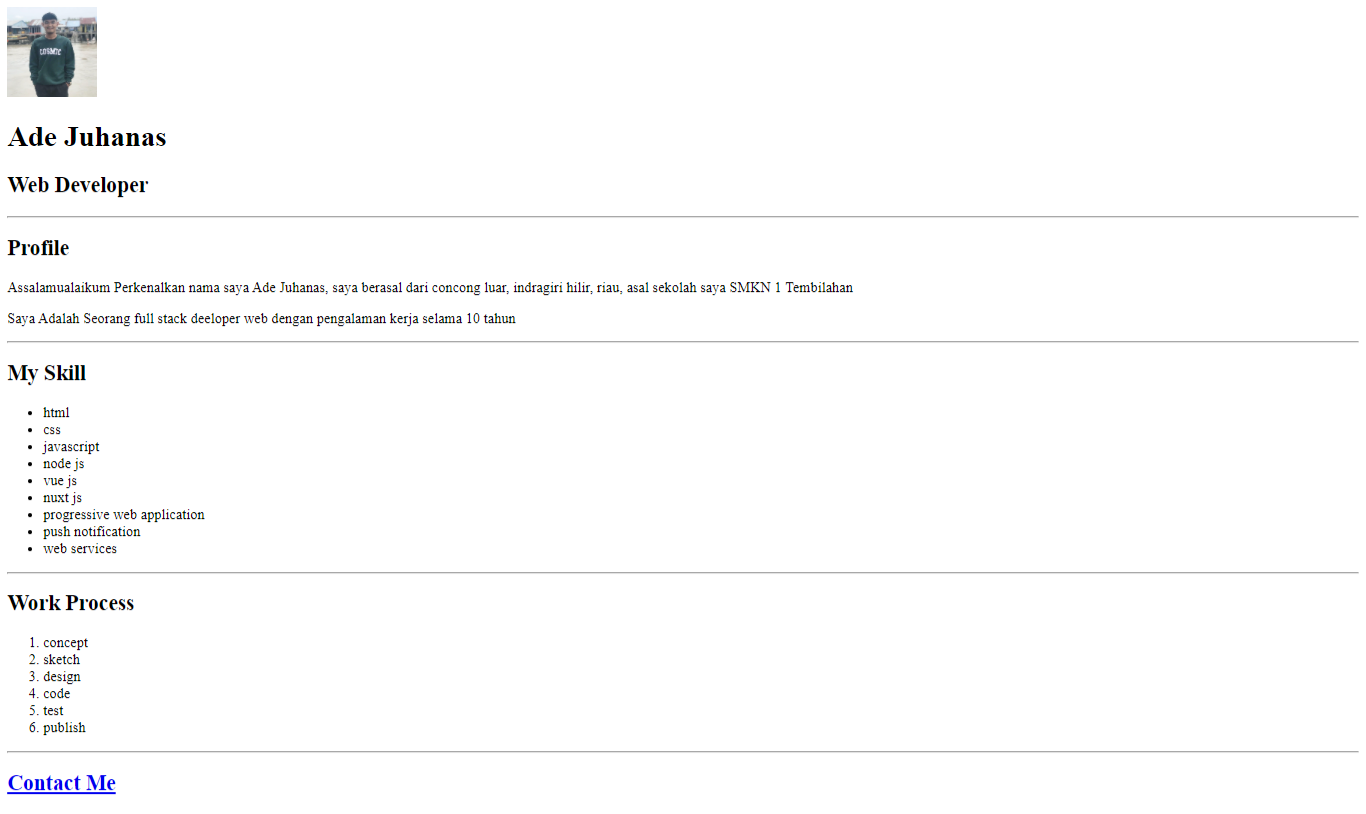 COSMIC
Ade Juhanas
Web Developer
Profile
Assalamualaikum Perkenalkan nama saya Ade Juhanas, saya berasal dari concong luar, indragiri hilir, riau, asal sekolah saya SMKN 1 Tembilahan
Saya Adalah Seorang full stack deeloper web dengan pengalaman kerja selama 10 tahun
My Skill
• html
• css
• javascript
• node js
• vue js
• nuxt js
• progressive web application
• push notification
• web services
Work Process
1. concept
2. sketch
3. design
4. code
5. test
6. publish
Contact Me